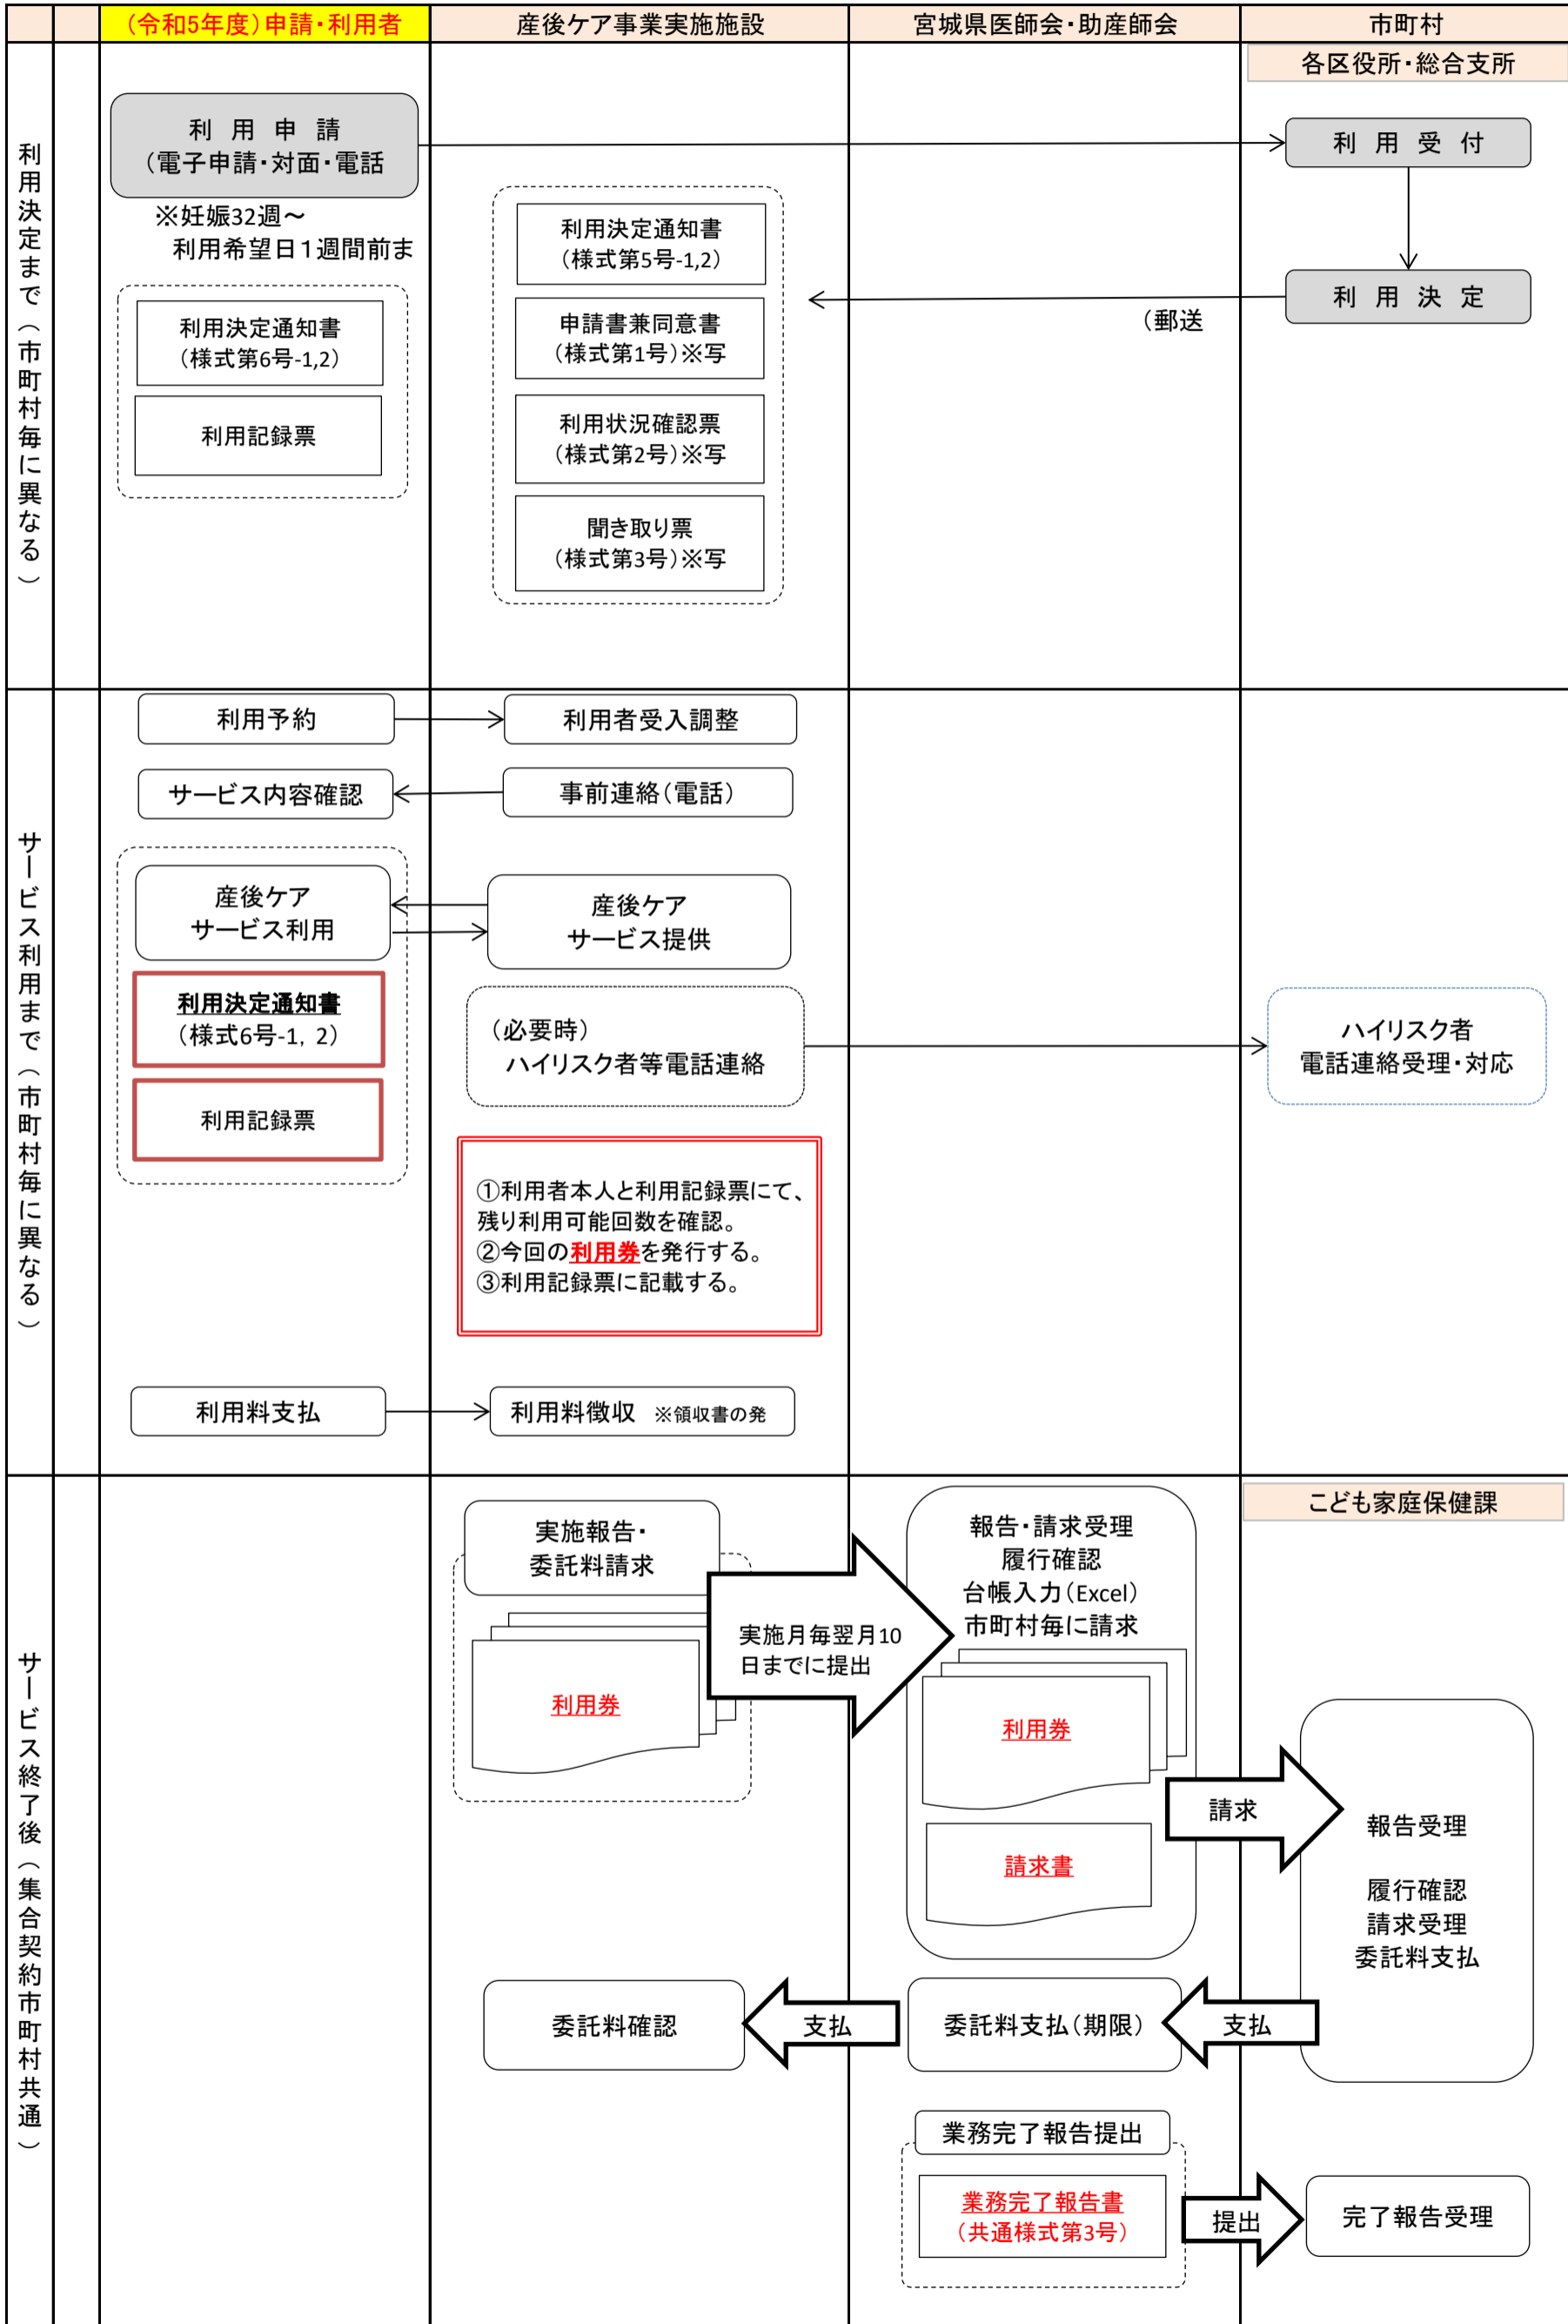 (令和5年度)申請・利用者
産後ケア事業実施施設
宮城県医師会・助産師会
市町村
各区役所・総合支所
利用決定まで（市町村毎に異なる）
利　用　申　請
（電子申請・対面・電話
※妊娠32週～
利用希望日１週間前ま
利用決定通知書
（様式第6号-1,2）
利用記録票
利用決定通知書
（様式第5号-1,2）
申請書兼同意書
（様式第1号）※写
利用状況確認票
（様式第2号）※写
聞き取り票
（様式第3号）※写
（郵送
利　用　受　付
利　用　決　定
サービス利用まで（市町村毎に異なる）
利用予約
利用者受入調整
サービス内容確認
事前連絡（電話）
産後ケア
サービス利用
産後ケア
サービス提供
利用決定通知書
（様式6号-1，2）
利用記録票
（必要時）
ハイリスク者等電話連絡
ハイリスク者
電話連絡受理・対応
①利用者本人と利用記録票にて、
残り利用可能回数を確認。
②今回の利用券を発行する。
③利用記録票に記載する。
利用料支払
利用料徴収　※領収書の発
サービス終了後（集合契約市町村共通）
こども家庭保健課
実施報告・
委託料請求
利用券
実施月毎翌月10
日までに提出
報告・請求受理
履行確認
台帳入力（Excel）
市町村毎に請求
利用券
請求書
請求
報告受理
履行確認
請求受理
委託料支払
委託料確認
支払
委託料支払（期限）
支払
業務完了報告提出
業務完了報告書
（共通様式第3号）
提出
完了報告受理